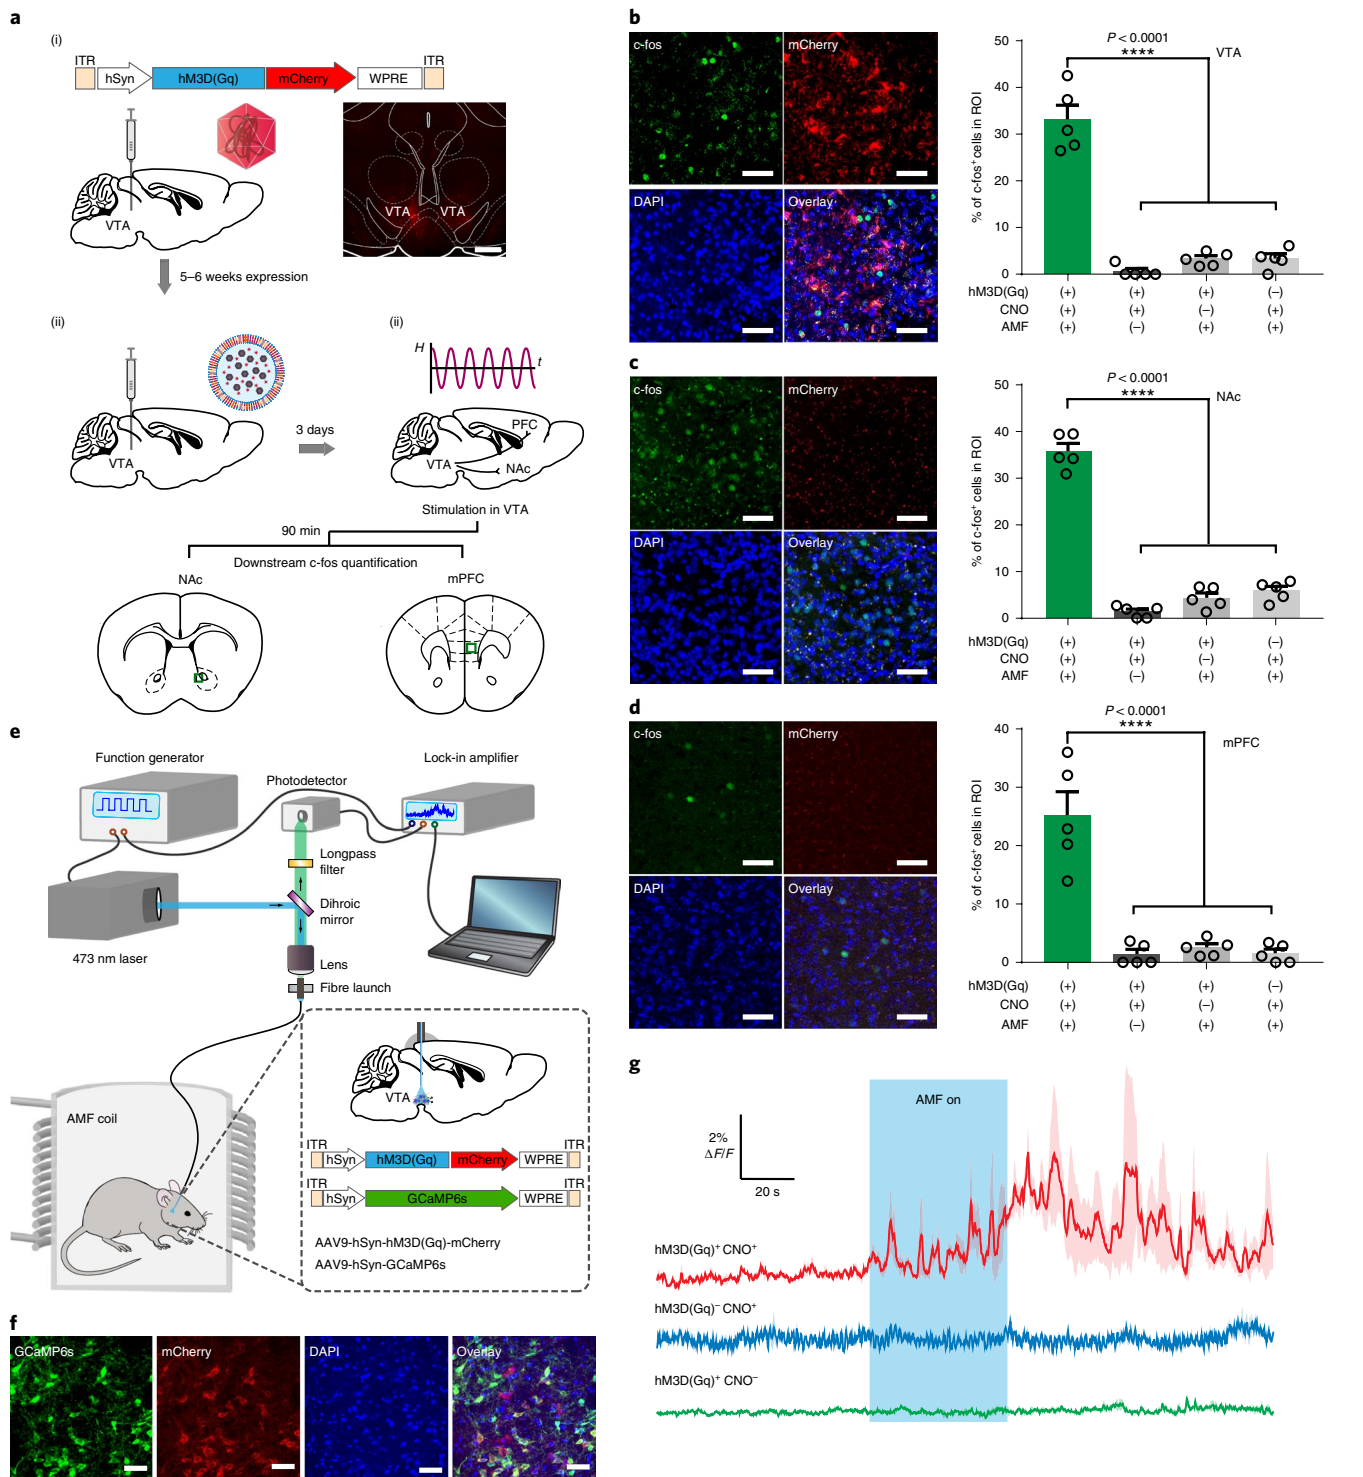 a
(i)
ITR
ITR
hSyn
hM3D(Gq)
mCherry
WPRE
VTA
VTA
VTA
5–6 weeks expression
(ii)
(ii)
H
t
VTA
3 days
PFC
VTA
NAc
Stimulation in VTA
90 min
Downstream c-fos quantification
NAc
mPFC
b
c-fos
mCherry
DAPI
Overlay
% of c-fos+ cells in ROI
50
40
30
20
10
0
P < 0.0001
****
VTA
hM3D(Gq) (+) (+) (+) (–)
CNO (+) (+) (–) (+)
AMF (+) (–) (+) (+)
c
c-fos
mCherry
DAPI
Overlay
% of c-fos+ cells in ROI
50
40
30
20
10
0
P < 0.0001
****
NAc
hM3D(Gq) (+) (+) (+) (–)
CNO (+) (+) (–) (+)
AMF (+) (–) (+) (+)
d
c-fos
mCherry
DAPI
Overlay
% of c-fos+ cells in ROI
40
30
20
10
0
P < 0.0001
****
mPFC
hM3D(Gq) (+) (+) (+) (–)
CNO (+) (+) (–) (+)
AMF (+) (–) (+) (+)
e
Function generator
Photodetector
Lock-in amplifier
Longpass
filter
Dihroic
mirror
473 nm laser
Lens
Fibre launch
AMF coil
VTA
ITR
ITR
hSyn
hM3D(Gq)
mCherry
WPRE
ITR
ITR
hSyn
GCaMP6s
WPRE
AAV9-hSyn-hM3D(Gq)-mCherry
AAV9-hSyn-GCaMP6s
f
GCaMP6s
mCherry
DAPI
Overlay
g
AMF on
2%
ΔF/F
20 s
hM3D(Gq)+ CNO+
hM3D(Gq)– CNO+
hM3D(Gq)+ CNO–